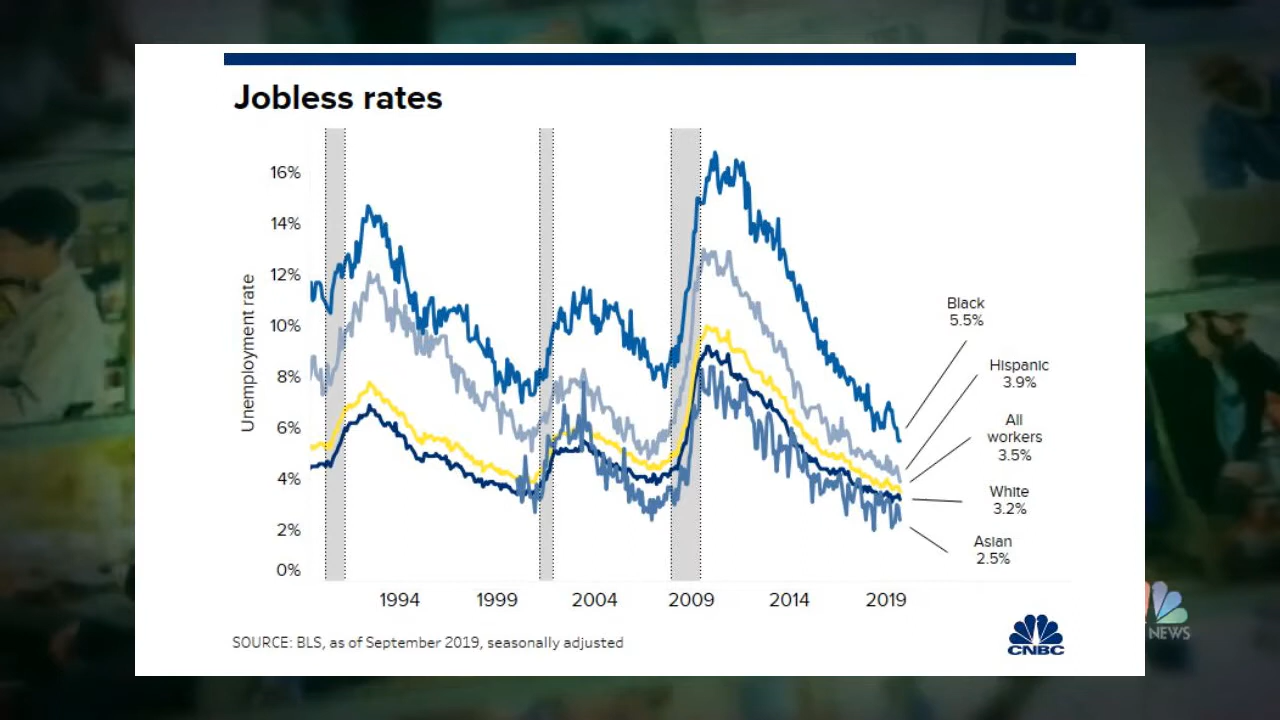 Jobless rates
Unemployment rate
16%
14%
12%
10%
8%
6%
4%
2%
0%
1994
1999
2004
2009
2014
2019
Black
5.5%
Hispanic
3.9%
All
workers
3.5%
White
3.2%
Asian
2.5%
SOURCE: BLS, as of September 2019, seasonally adjusted
CNBC
NEWS